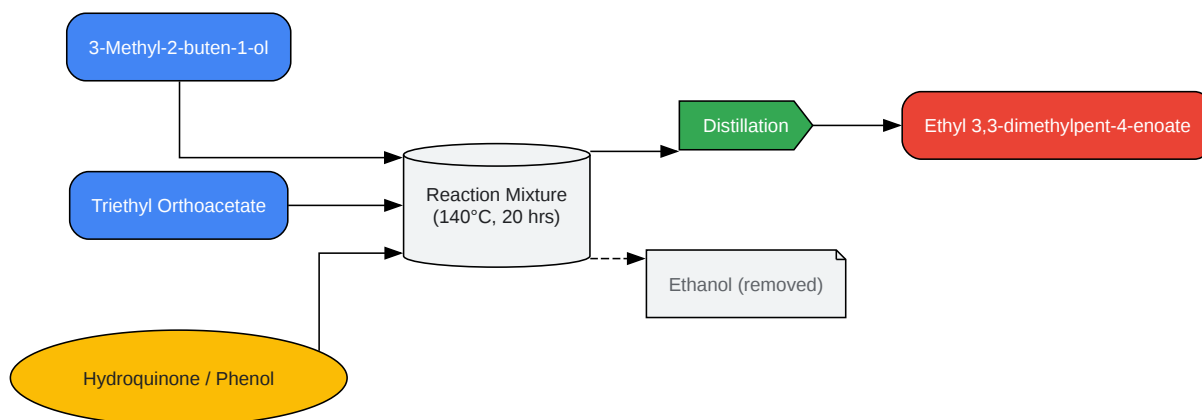 3-Methyl-2-buten-1-ol
Triethyl Orthoacetate
Hydroquinone / Phenol
Reaction Mixture
(140°C, 20 hrs)
Distillation
Ethanol (removed)
Ethyl 3,3-dimethylpent-4-enoate